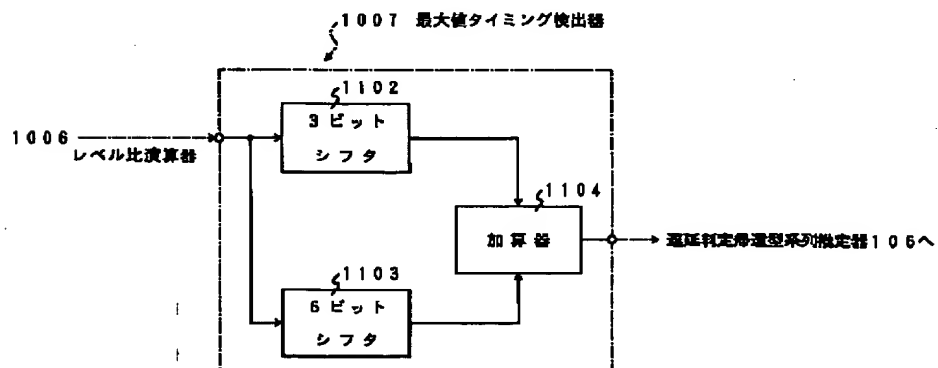 1007 最大値タイミング検出器
1102
3ビット
シフタ
1006
レベル比演算器
1104
加算器
遅延判定帰還型系列推定器106へ
1103
6ビット
シフタ